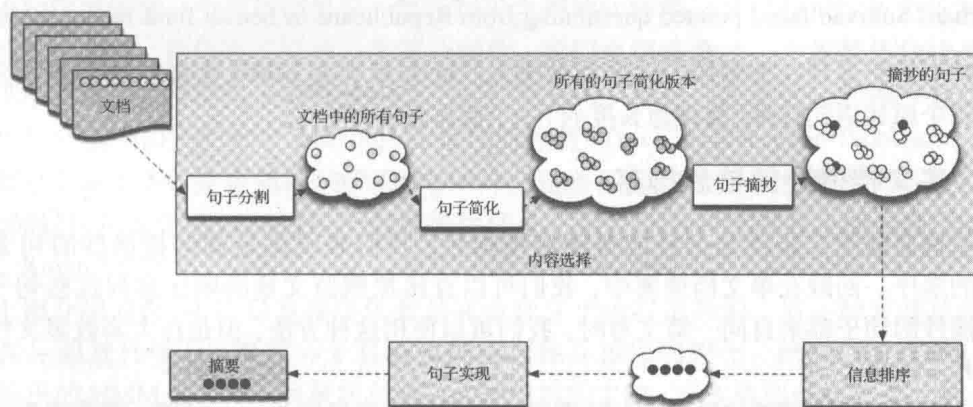 文档
文档中的所有句子
所有的句子简化版本
摘抄的句子
句子分割
句子简化
句子摘抄
内容选择
摘要
句子实现
信息排序